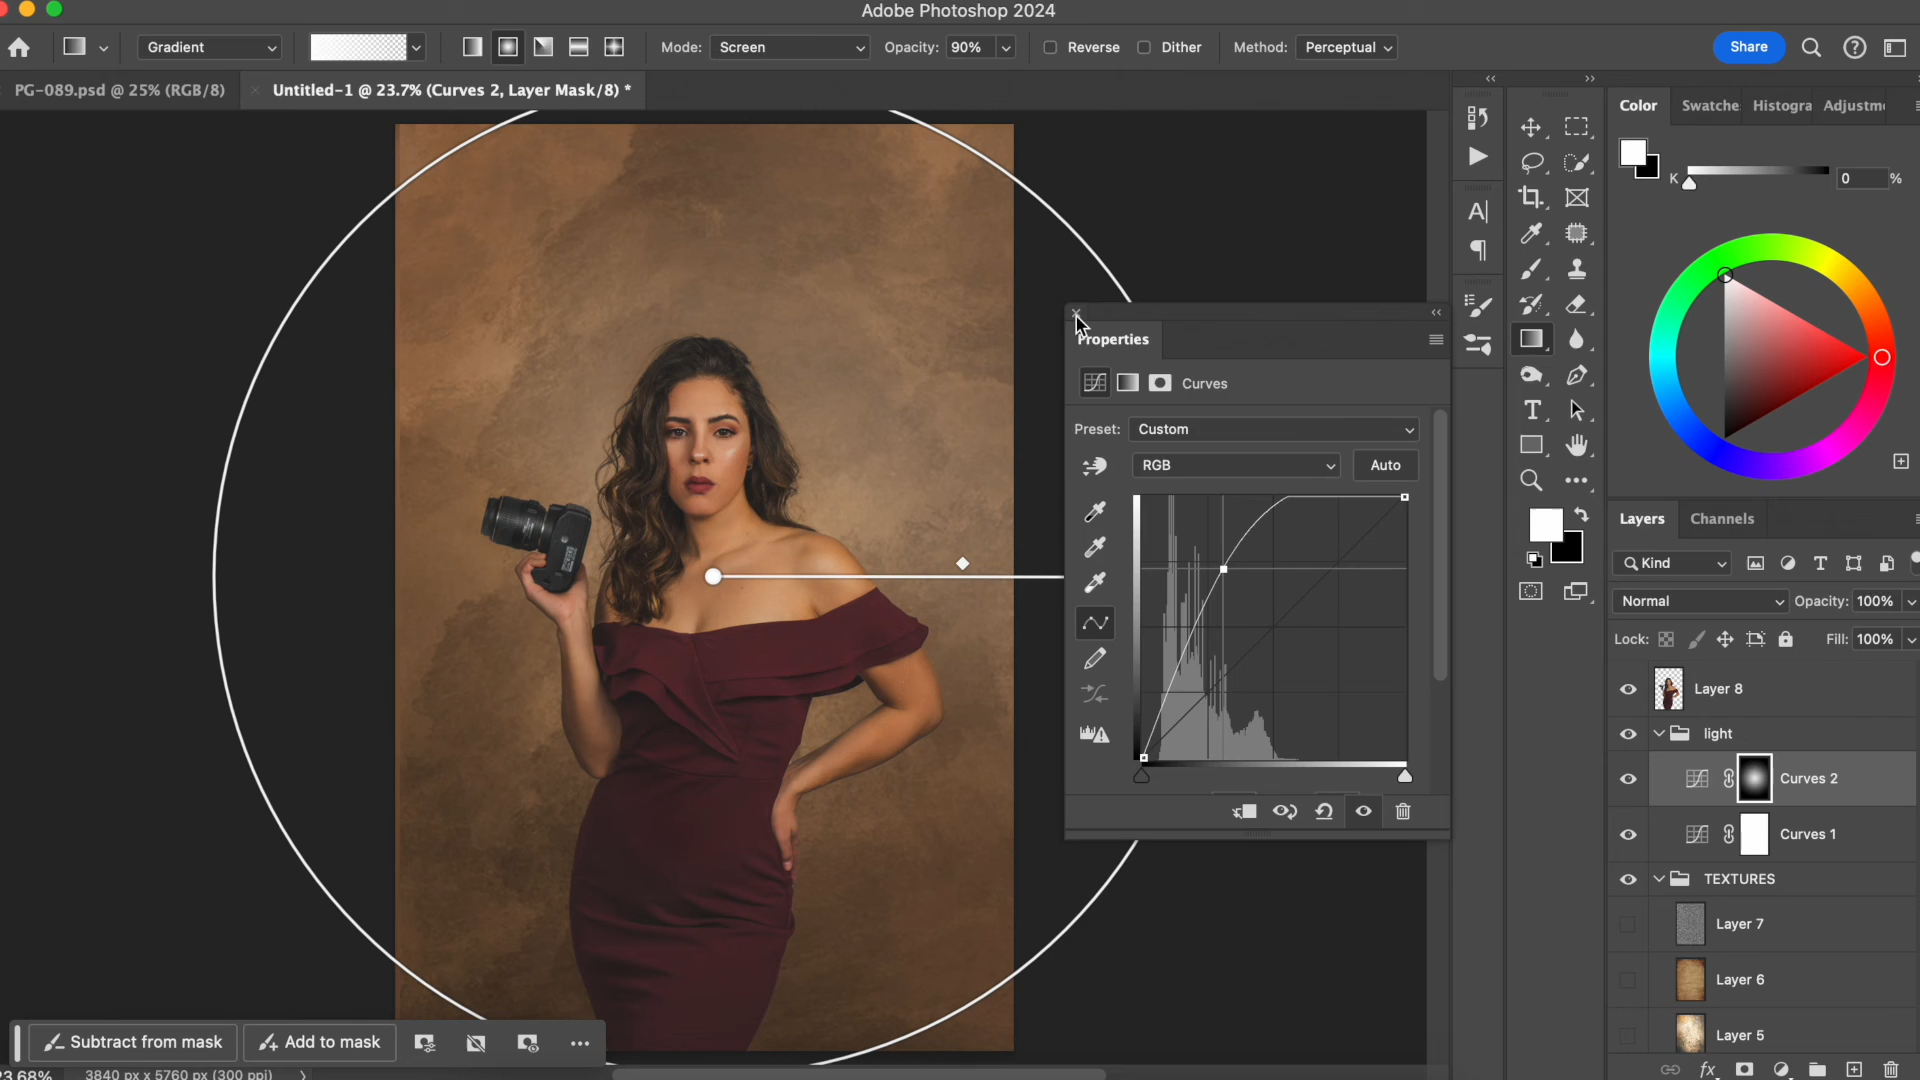 Adobe Photoshop 2024
Gradient
Mode: Screen
Opacity: 90%
Reverse
Dither
Method: Perceptual
Share
PG-089.psd @ 25% (RGB/8)
Untitled-1 @ 23.7% (Curves 2, Layer Mask/8) *
Color
Swatche
Histogra
Adjustm
K
0
%
Properties
Curves
Preset: Custom
RGB
Auto
Layers
Channels
Kind
Normal
Opacity: 100%
Lock:
Fill: 100%
Layer 8
light
Curves 2
Curves 1
TEXTURES
Layer 7
Layer 6
Layer 5
fx
Subtract from mask
Add to mask
23.68%
3840 px x 5760 px (300 ppi)